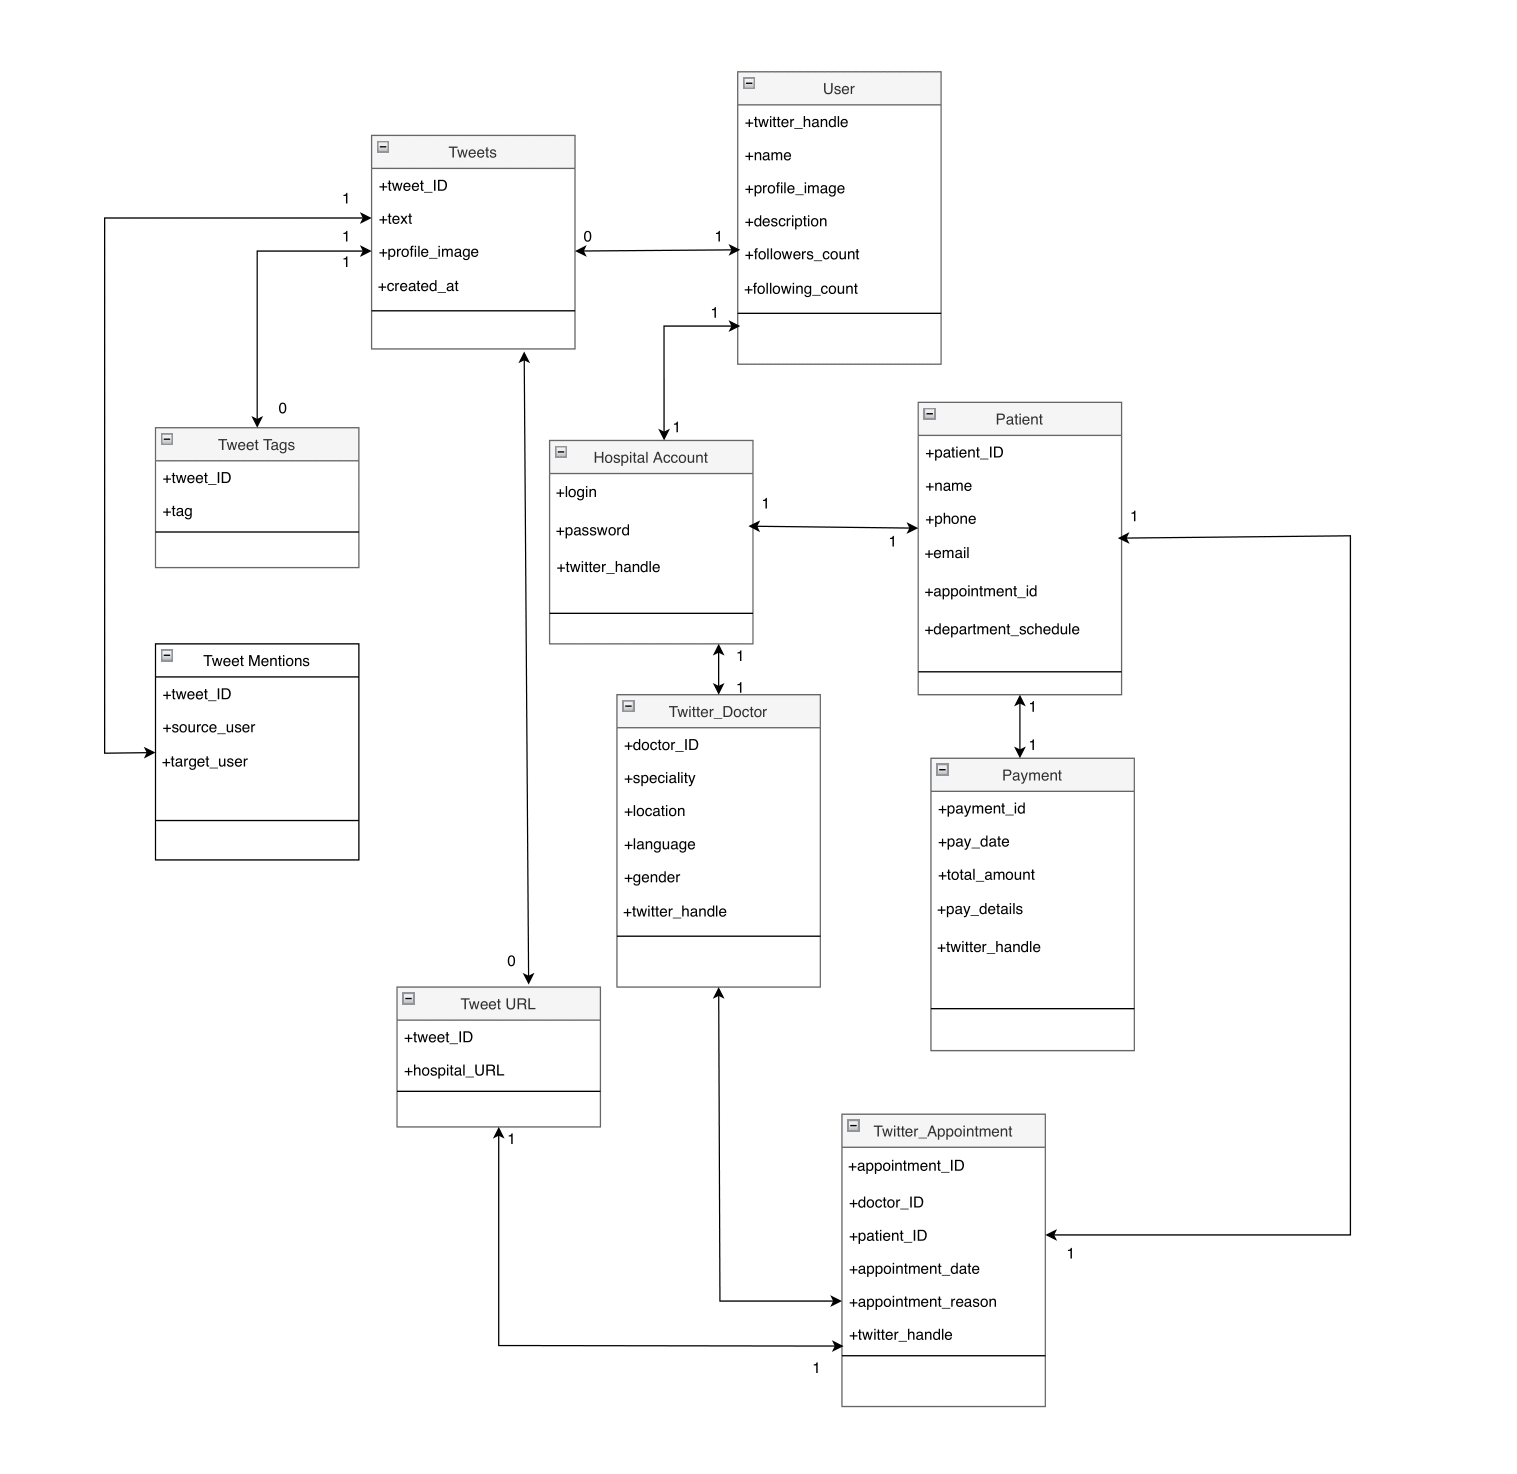 User
+twitter_handle
+name
+profile_image
+description
+followers_count
+following_count
Tweets
+tweet_ID
+text
+profile_image
+created_at
1
1
1
0
1
1
1
0
0
Tweet Tags
+tweet_ID
+tag
Hospital Account
+login
+password
+twitter_handle
1
1
Patient
+patient_ID
+name
+phone
+email
+appointment_id
+department_schedule
1
1
1
Tweet Mentions
+tweet_ID
+source_user
+target_user
Twitter_Doctor
+doctor_ID
+speciality
+location
+language
+gender
+twitter_handle
1
1
Payment
+payment_id
+pay_date
+total_amount
+pay_details
+twitter_handle
Tweet URL
+tweet_ID
+hospital_URL
1
Twitter_Appointment
+appointment_ID
+doctor_ID
+patient_ID
+appointment_date
+appointment_reason
+twitter_handle
1
1